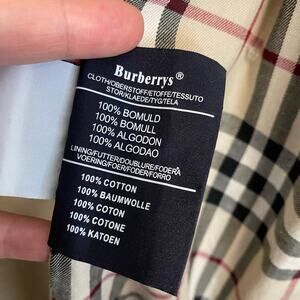 Burberrys®
CLOTH/OBERSTOFF/ETOFFE/TESSUTO
STOR/KLAEDE/TYG/TELA
100% BOMULD
100% BOMULL
100% ALGODON
100% ALGODAO
LINING/FUTTER/DOUBLURE/FODERA
VOERING/FOER/FODER/FORRO
100% COTTON
100% BAUMWOLLE
100% COTON
100% COTONE
100% KATOEN